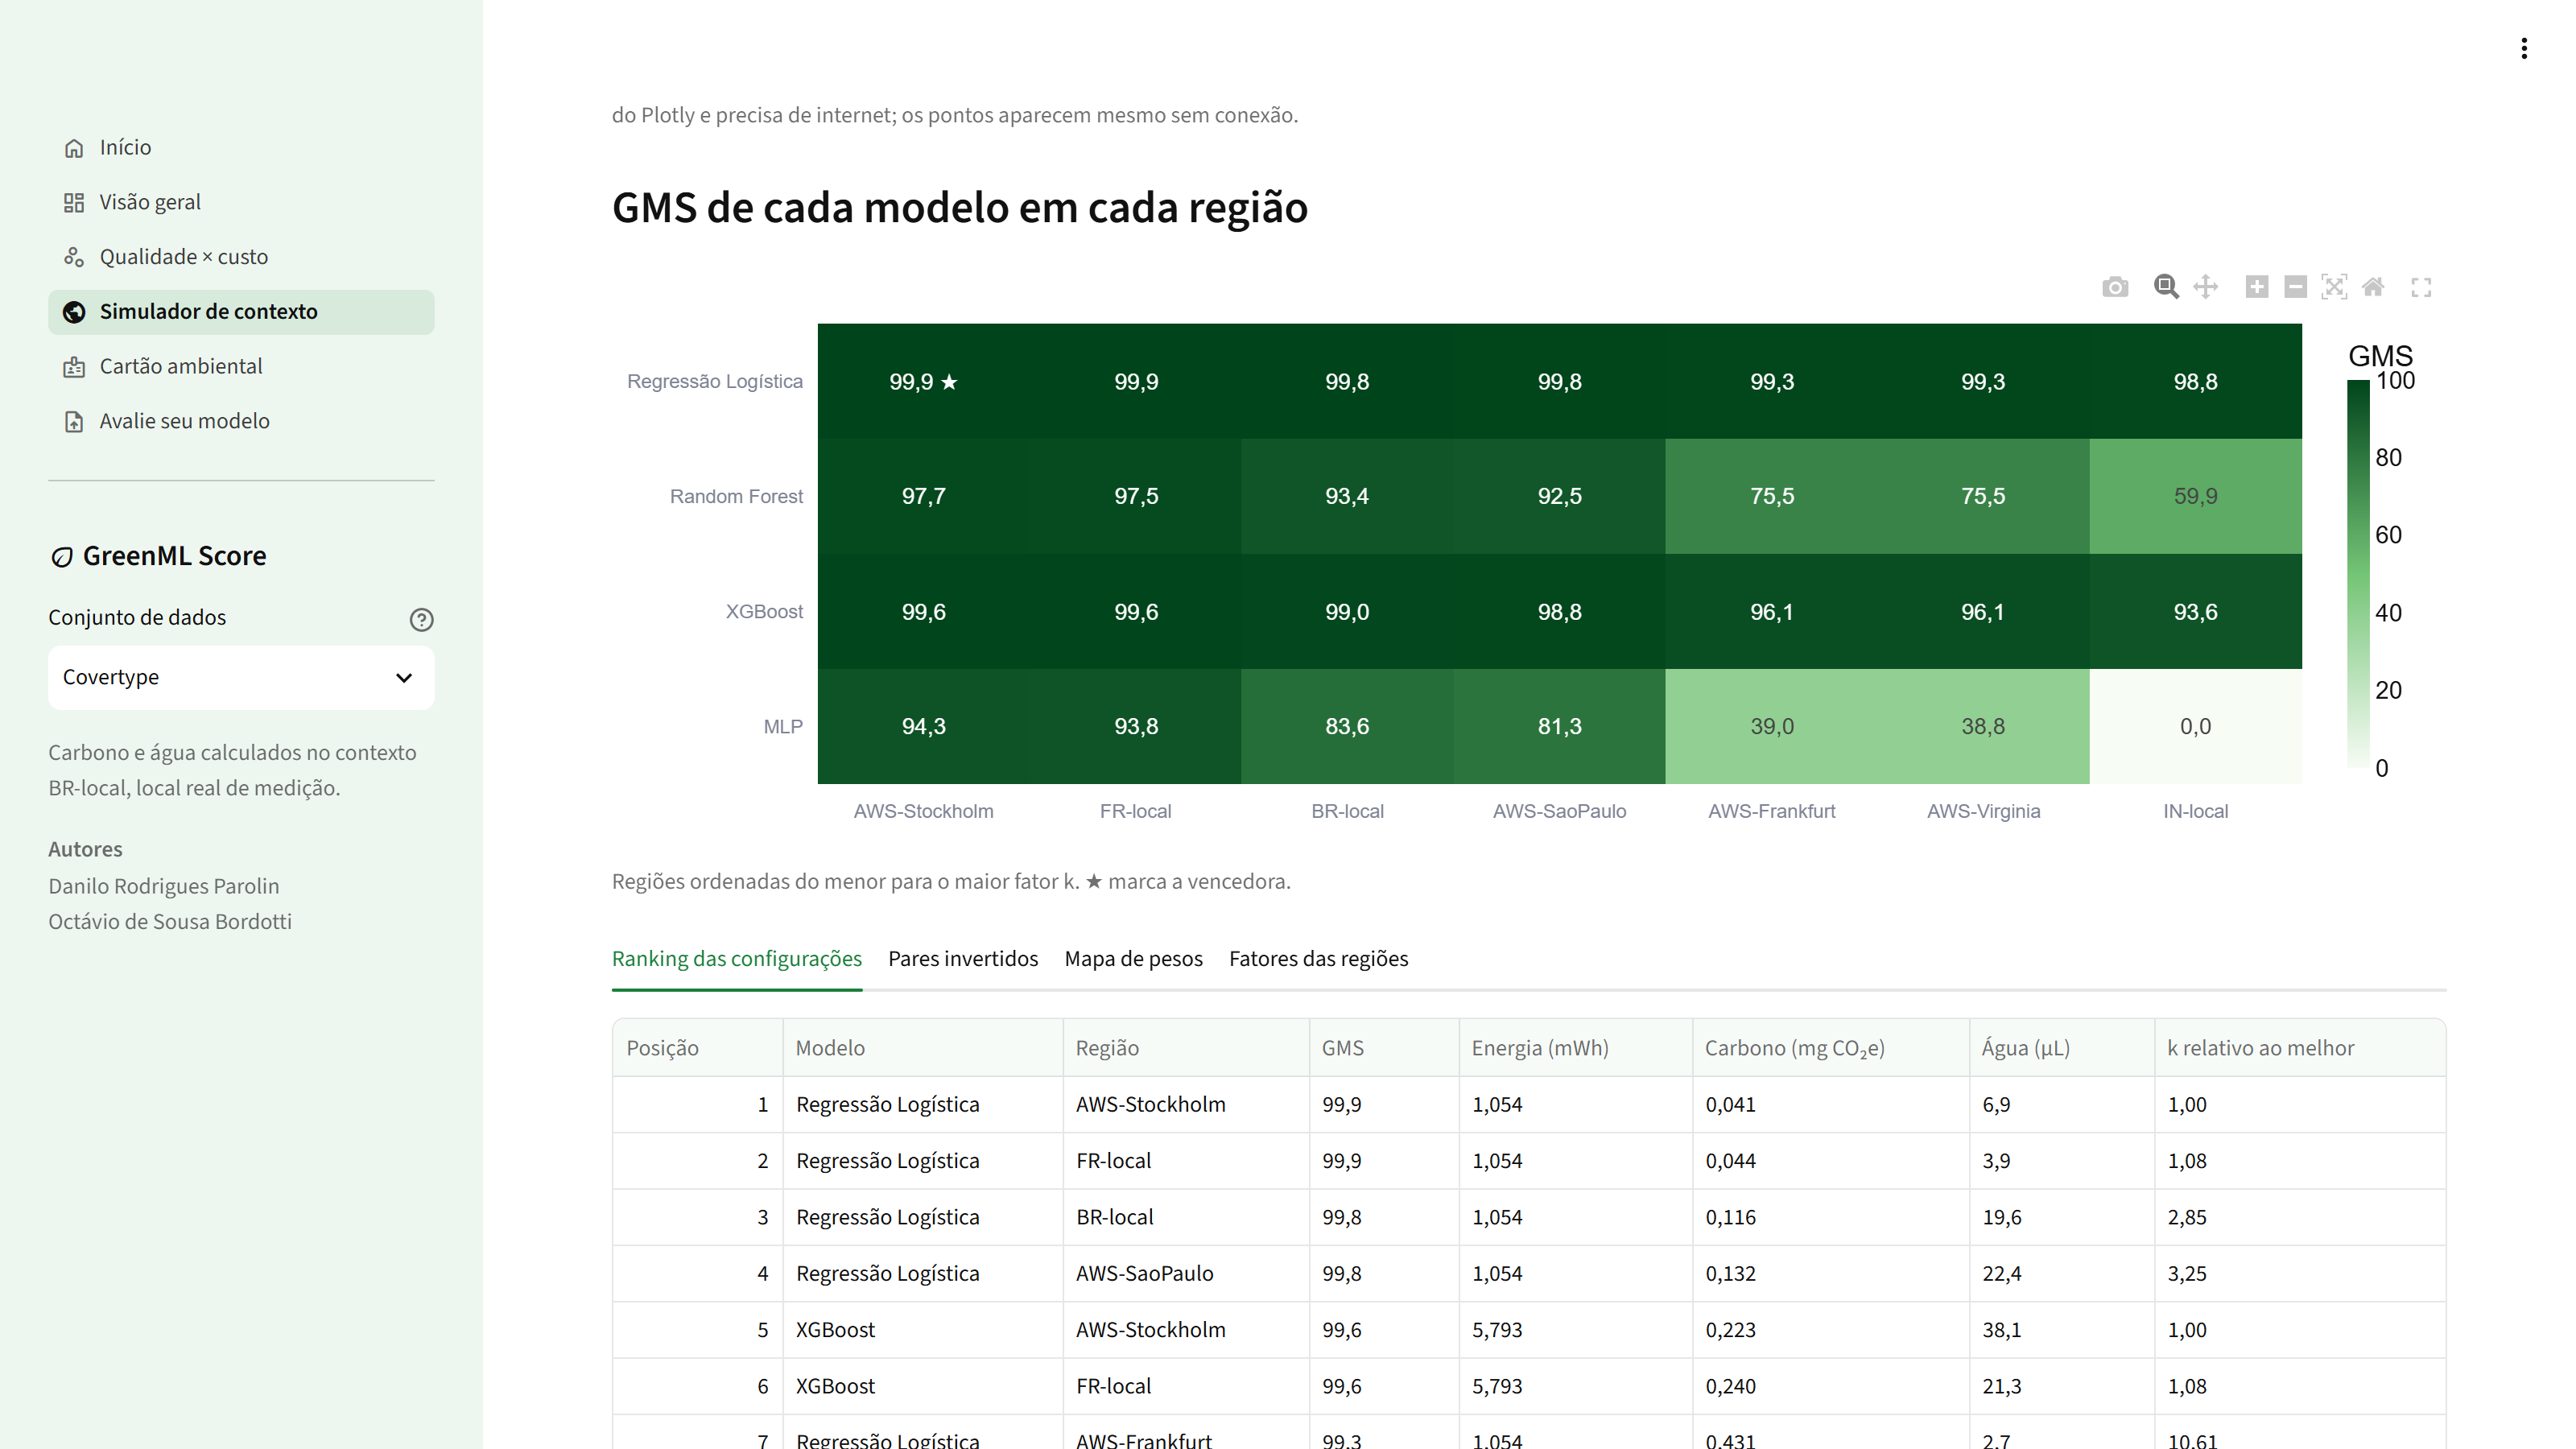 Início
Visão geral
Qualidade × custo
Simulador de contexto
Cartão ambiental
Avalie seu modelo
GreenML Score
Conjunto de dados
Covertype
Carbono e água calculados no contexto
BR-local, local real de medição.
Autores
Danilo Rodrigues Parolin
Octávio de Sousa Bordotti
do Plotly e precisa de internet; os pontos aparecem mesmo sem conexão.
GMS de cada modelo em cada região
Regressão Logística 99,9 ★ 99,9 99,8 99,8 99,3 99,3 98,8
Random Forest 97,7 97,5 93,4 92,5 75,5 75,5 59,9
XGBoost 99,6 99,6 99,0 98,8 96,1 96,1 93,6
MLP 94,3 93,8 83,6 81,3 39,0 38,8 0,0
AWS-Stockholm FR-local BR-local AWS-SaoPaulo AWS-Frankfurt AWS-Virginia IN-local
GMS
100
80
60
40
20
0
Regiões ordenadas do menor para o maior fator k. ★ marca a vencedora.
Ranking das configurações Pares invertidos Mapa de pesos Fatores das regiões
Posição Modelo Região GMS Energia (mWh) Carbono (mg CO₂e) Água (µL) k relativo ao melhor
1 Regressão Logística AWS-Stockholm 99,9 1,054 0,041 6,9 1,00
2 Regressão Logística FR-local 99,9 1,054 0,044 3,9 1,08
3 Regressão Logística BR-local 99,8 1,054 0,116 19,6 2,85
4 Regressão Logística AWS-SaoPaulo 99,8 1,054 0,132 22,4 3,25
5 XGBoost AWS-Stockholm 99,6 5,793 0,223 38,1 1,00
6 XGBoost FR-local 99,6 5,793 0,240 21,3 1,08
7 Regressão Logística AWS-Frankfurt 99,3 1,054 0,431 2,7 10,61